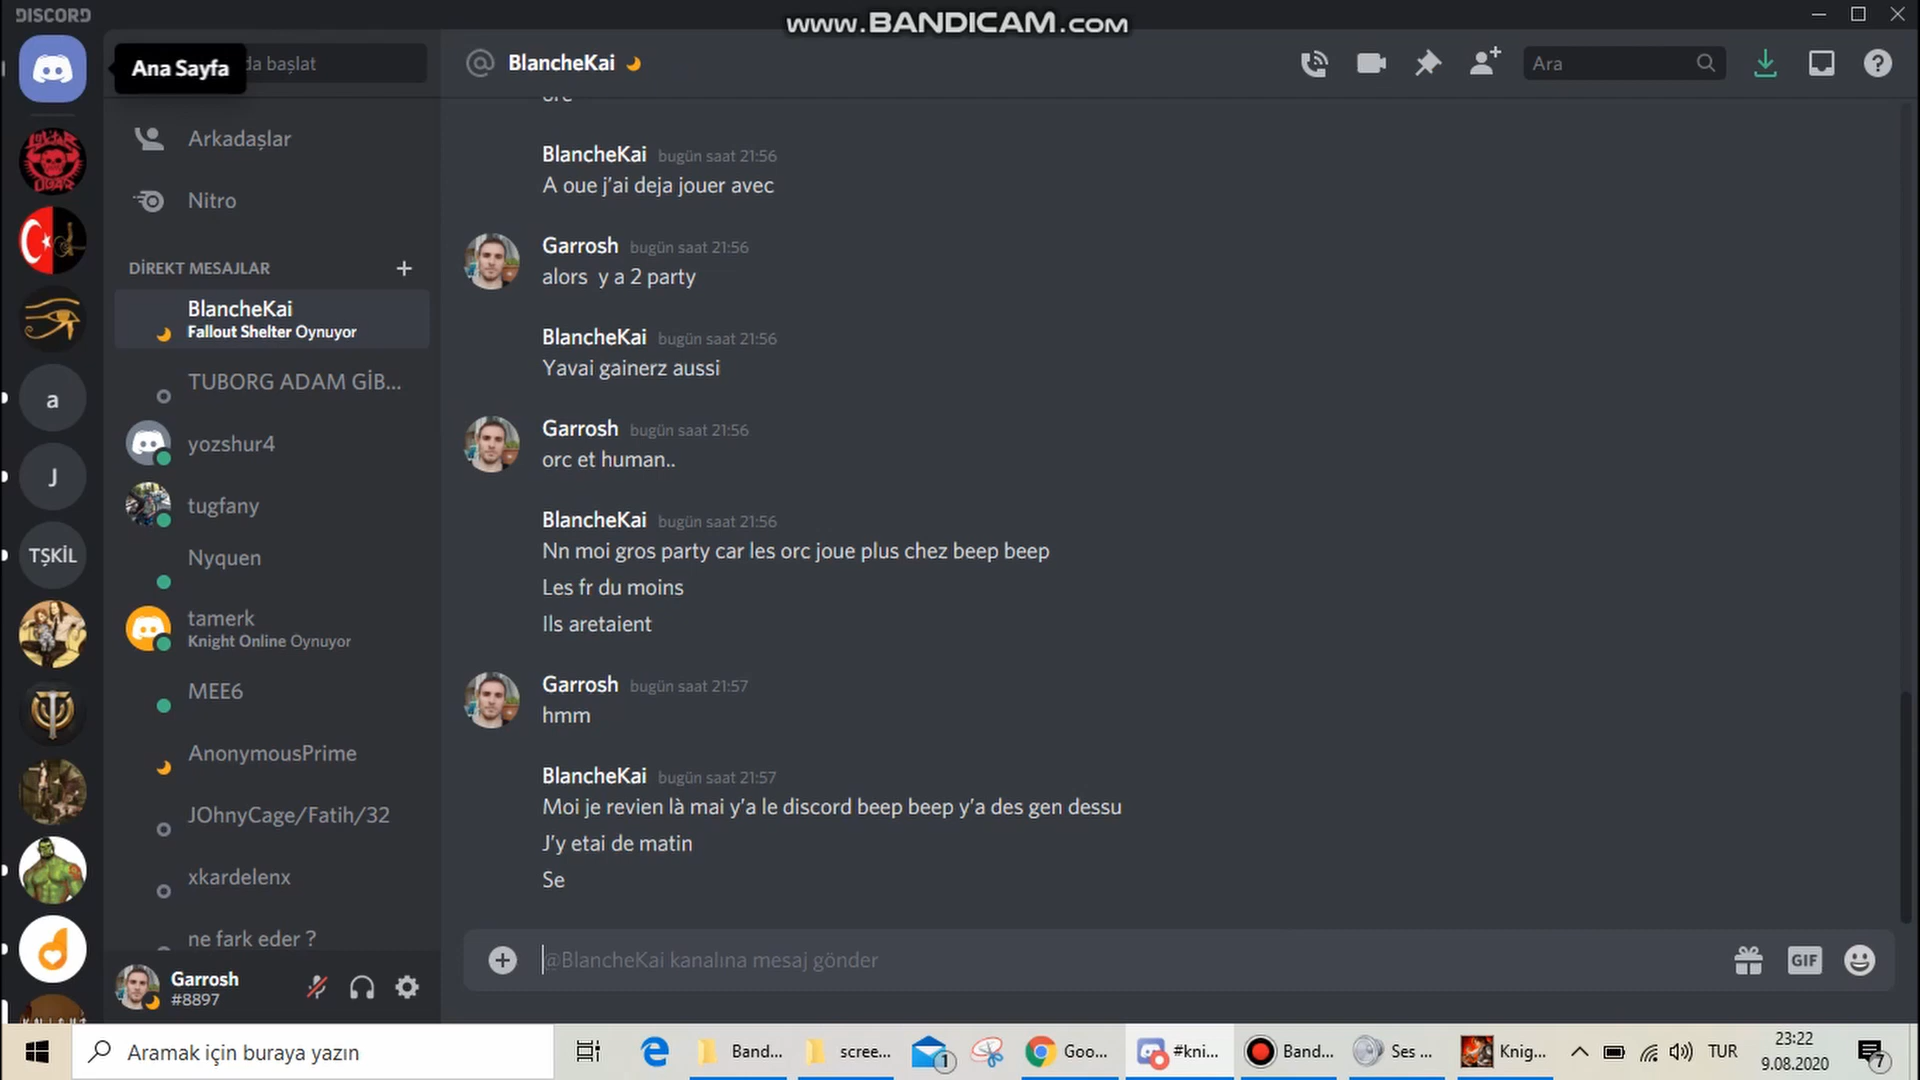 DISCORD
www.BANDICAM.com
Ana Sayfa
da başlat
BlancheKai
Ara
Arkadaşlar
Nitro
DİREKT MESAJLAR
BlancheKai
Fallout Shelter Oynuyor
TUBORG ADAM GİB...
yozshur4
tugfany
Nyquen
tamerk
Knight Online Oynuyor
MEE6
AnonymousPrime
JOhnyCage/Fatih/32
xkardelenx
ne fark eder ?
Garrosh
#8897
a
J
TŞKİL
BlancheKai bugün saat 21:56
A oue j'ai deja jouer avec
Garrosh bugün saat 21:56
alors y a 2 party
BlancheKai bugün saat 21:56
Yavai gainerz aussi
Garrosh bugün saat 21:56
orc et human..
BlancheKai bugün saat 21:56
Nn moi gros party car les orc joue plus chez beep beep
Les fr du moins
Ils aretaient
Garrosh bugün saat 21:57
hmm
BlancheKai bugün saat 21:57
Moi je revien là mai y'a le discord beep beep y'a des gen dessu
J'y etai de matin
Se
@BlancheKai kanalına mesaj gönder
GIF
Aramak için buraya yazın
Band...
scree...
1
Goo...
#kni...
Band...
Ses ...
Knig...
TUR
23:22
9.08.2020
7